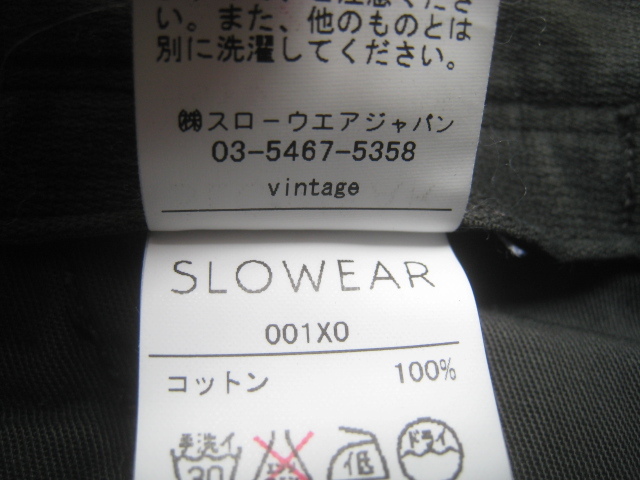 い。また、他のものとは
別に洗濯してください。
㈱スローウエアジャパン
03-5467-5358
vintage
SLOWEAR
001X0
コットン 100%
手洗イ 30 低 ドライ